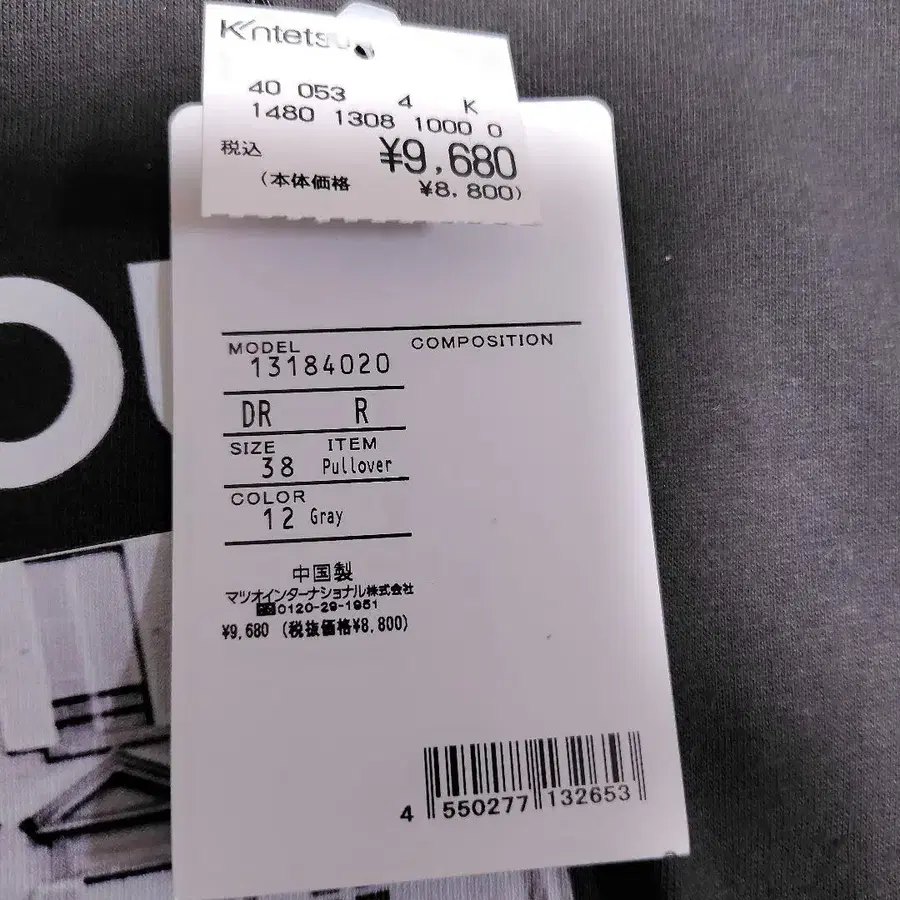 Kintetsu
40 053 4 K
1480 1308 1000 0
税込 ¥9,680
(本体価格 ¥8,800)
OU
MODEL COMPOSITION
13184020
DR R
SIZE ITEM
38 Pullover
COLOR
12 Gray
中国製
マツオインターナショナル株式会社
0120-29-1951
¥9,680 (税抜価格¥8,800)
4 550277 132653